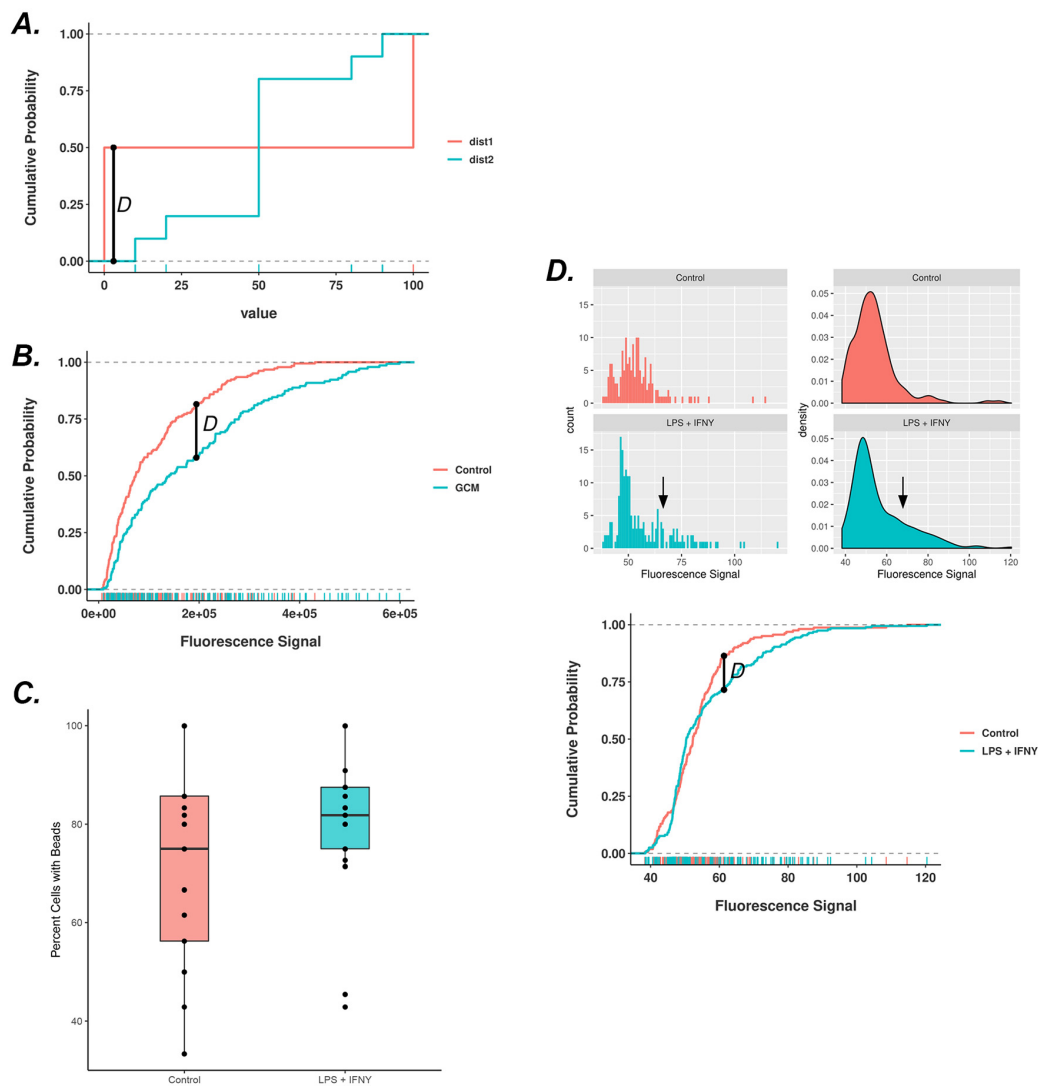 A.
1.00
0.75
0.50
0.25
0.00
Cumulative Probability
D
0
25
50
75
100
value
dist1
dist2
B.
1.00
0.75
0.50
0.25
0.00
Cumulative Probability
D
0e+00
2e+05
4e+05
6e+05
Fluorescence Signal
Control
GCM
C.
100
80
60
40
Percent Cells with Beads
Control
LPS + IFNY
D.
Control
15
10
5
0
count
LPS + IFNY
15
10
5
0
50
75
100
Fluorescence Signal
Control
0.05
0.04
0.03
0.02
0.01
0.00
density
LPS + IFNY
0.05
0.04
0.03
0.02
0.01
0.00
40
60
80
100
120
Fluorescence Signal
1.00
0.75
0.50
0.25
0.00
Cumulative Probability
D
40
60
80
100
120
Fluorescence Signal
Control
LPS + IFNY